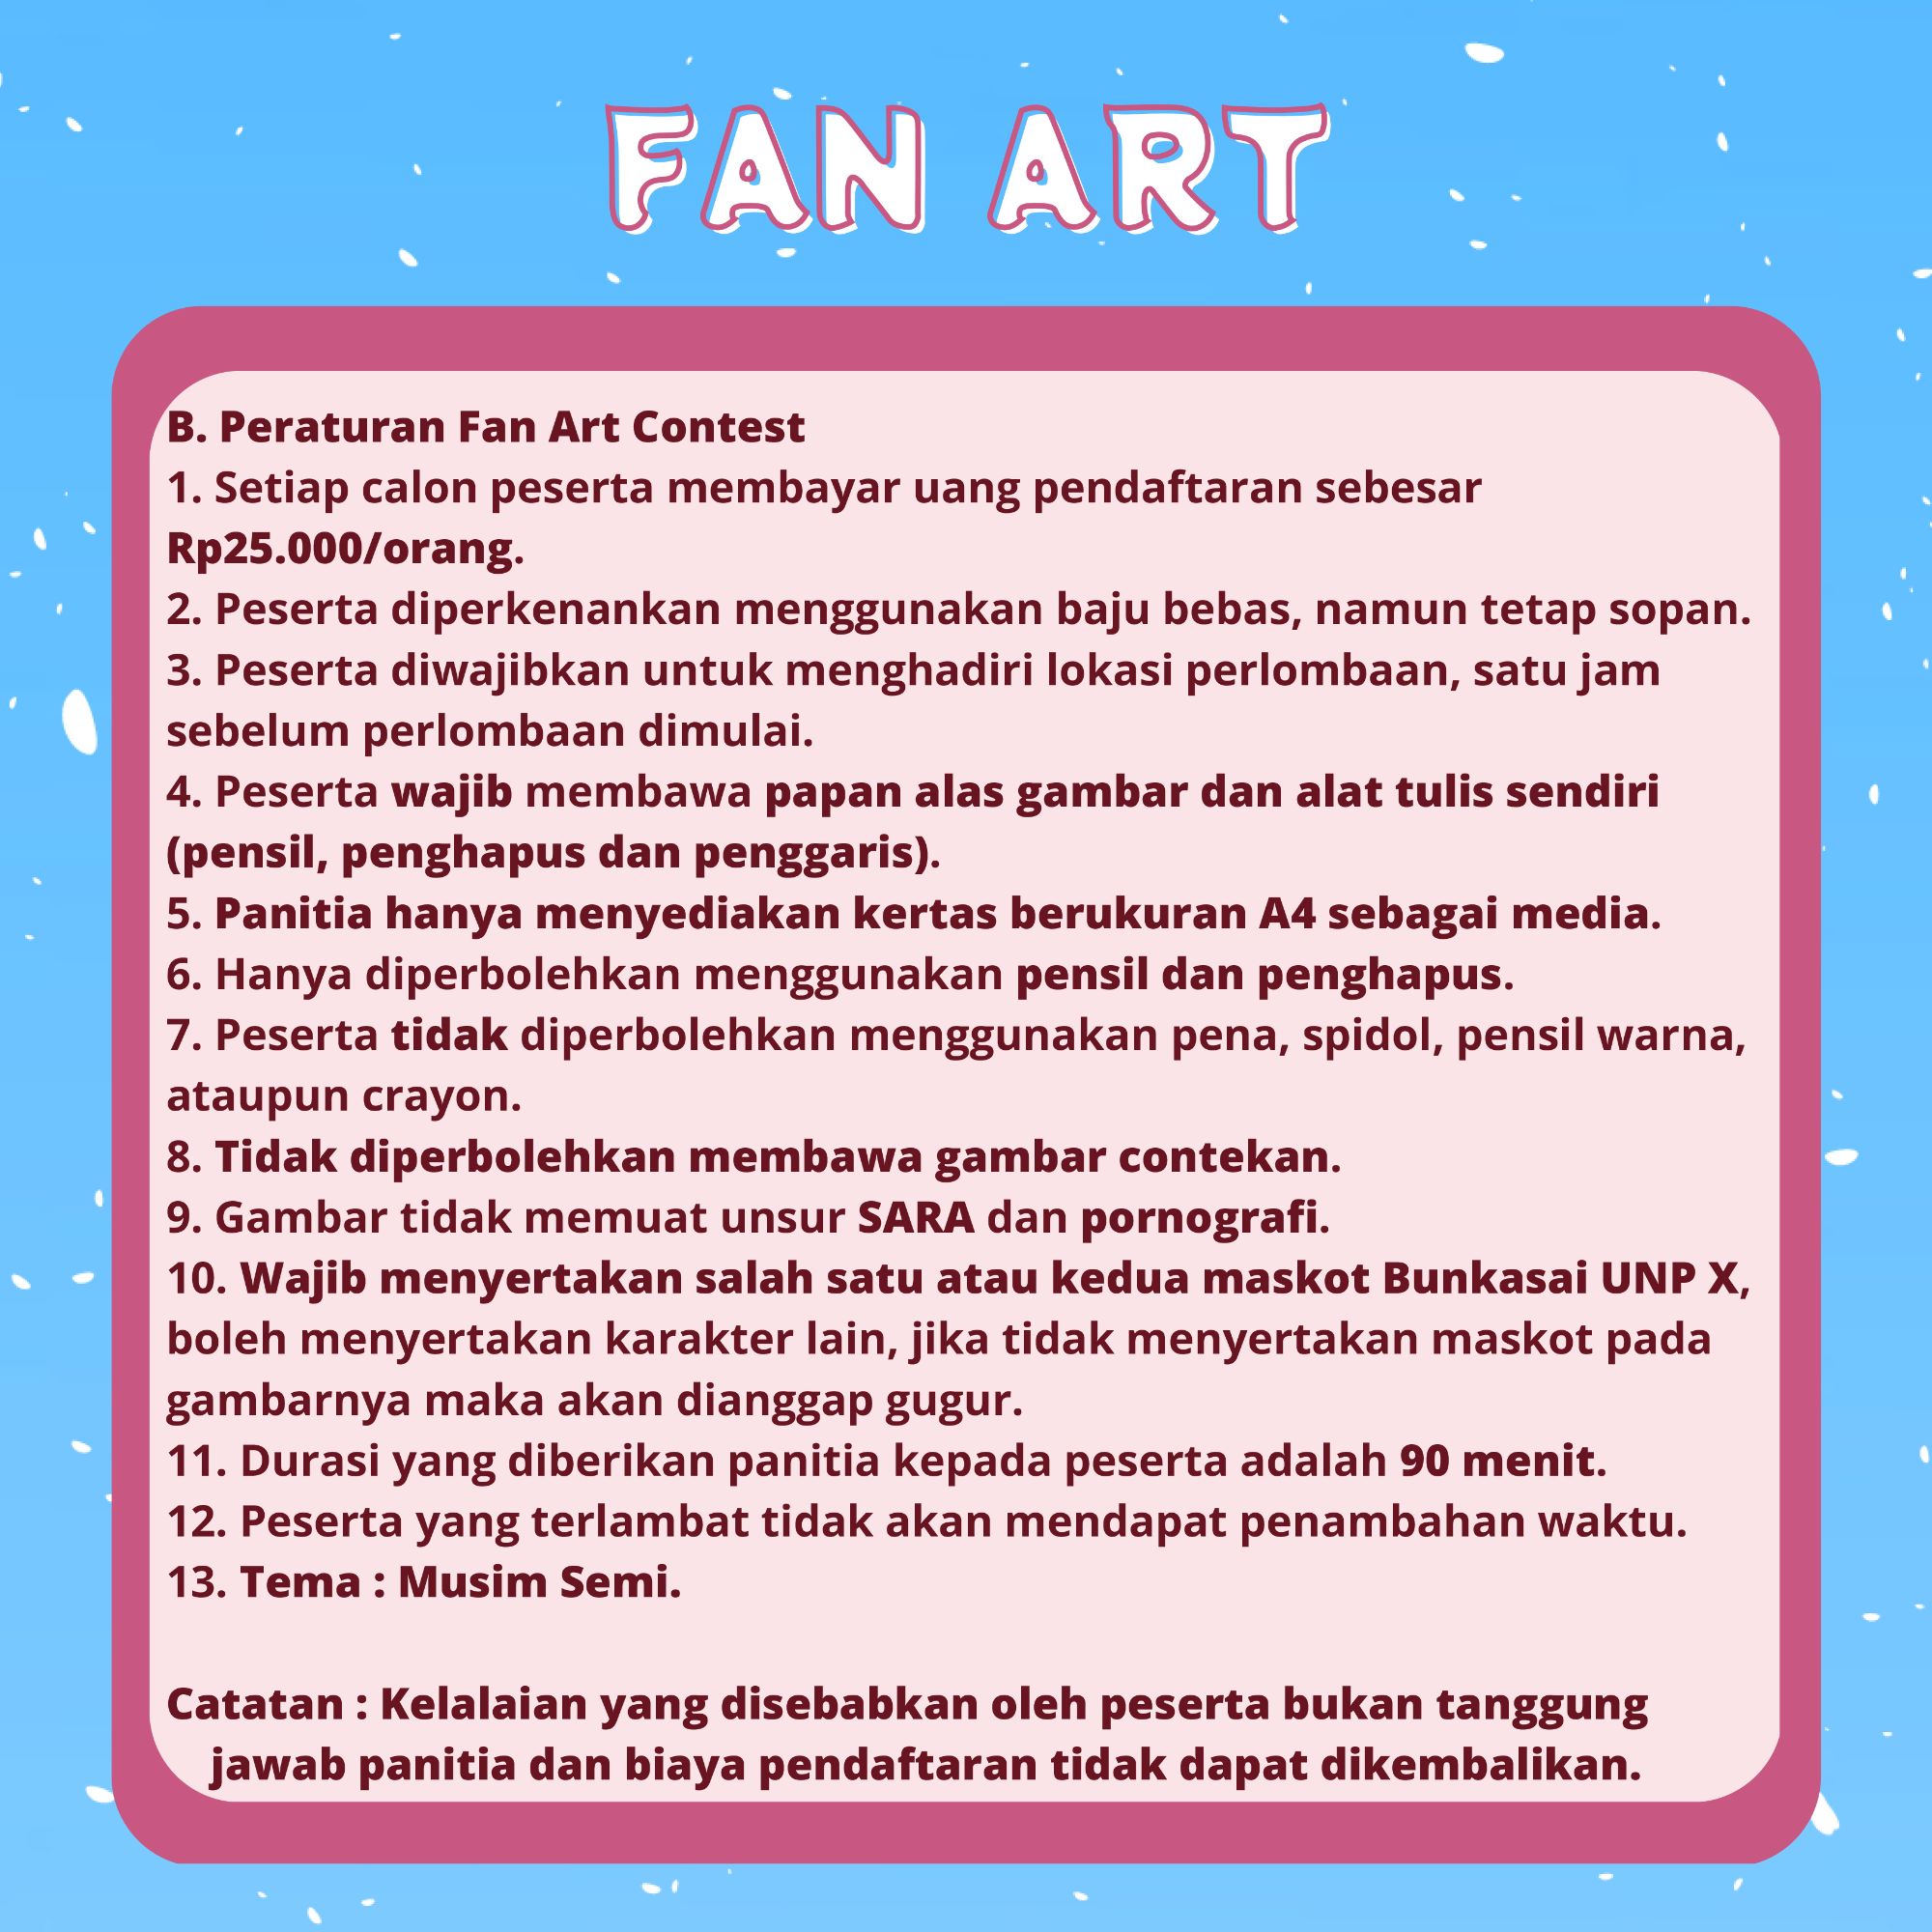 FAN ART
B. Peraturan Fan Art Contest
1. Setiap calon peserta membayar uang pendaftaran sebesar
Rp25.000/orang.
2. Peserta diperkenankan menggunakan baju bebas, namun tetap sopan.
3. Peserta diwajibkan untuk menghadiri lokasi perlombaan, satu jam
sebelum perlombaan dimulai.
4. Peserta wajib membawa papan alas gambar dan alat tulis sendiri
(pensil, penghapus dan penggaris).
5. Panitia hanya menyediakan kertas berukuran A4 sebagai media.
6. Hanya diperbolehkan menggunakan pensil dan penghapus.
7. Peserta tidak diperbolehkan menggunakan pena, spidol, pensil warna,
ataupun crayon.
8. Tidak diperbolehkan membawa gambar contekan.
9. Gambar tidak memuat unsur SARA dan pornografi.
10. Wajib menyertakan salah satu atau kedua maskot Bunkasai UNP X,
boleh menyertakan karakter lain, jika tidak menyertakan maskot pada
gambarnya maka akan dianggap gugur.
11. Durasi yang diberikan panitia kepada peserta adalah 90 menit.
12. Peserta yang terlambat tidak akan mendapat penambahan waktu.
13. Tema : Musim Semi.
Catatan : Kelalaian yang disebabkan oleh peserta bukan tanggung
jawab panitia dan biaya pendaftaran tidak dapat dikembalikan.